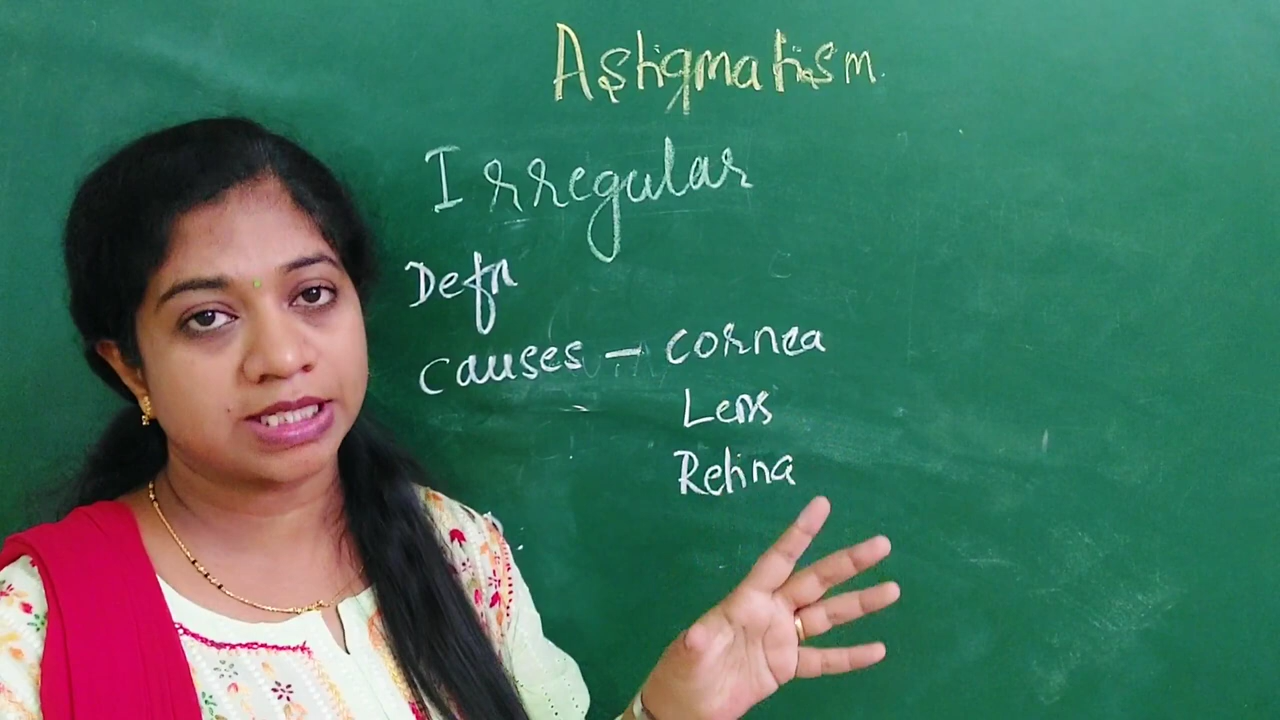 Astigmatism
Irregular
Defn
Causes - Cornea
Lens
Retina